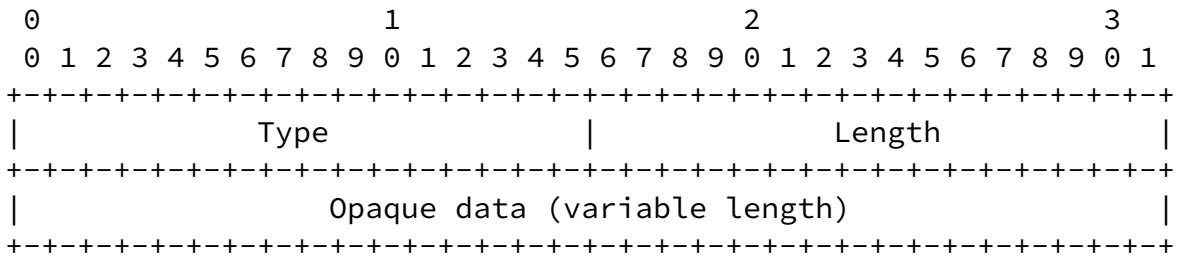 0                   1                   2                   3
 0 1 2 3 4 5 6 7 8 9 0 1 2 3 4 5 6 7 8 9 0 1 2 3 4 5 6 7 8 9 0 1
+-+-+-+-+-+-+-+-+-+-+-+-+-+-+-+-+-+-+-+-+-+-+-+-+-+-+-+-+-+-+-+-+
|             Type              |             Length            |
+-+-+-+-+-+-+-+-+-+-+-+-+-+-+-+-+-+-+-+-+-+-+-+-+-+-+-+-+-+-+-+-+
|                 Opaque data (variable length)                 |
+-+-+-+-+-+-+-+-+-+-+-+-+-+-+-+-+-+-+-+-+-+-+-+-+-+-+-+-+-+-+-+-+